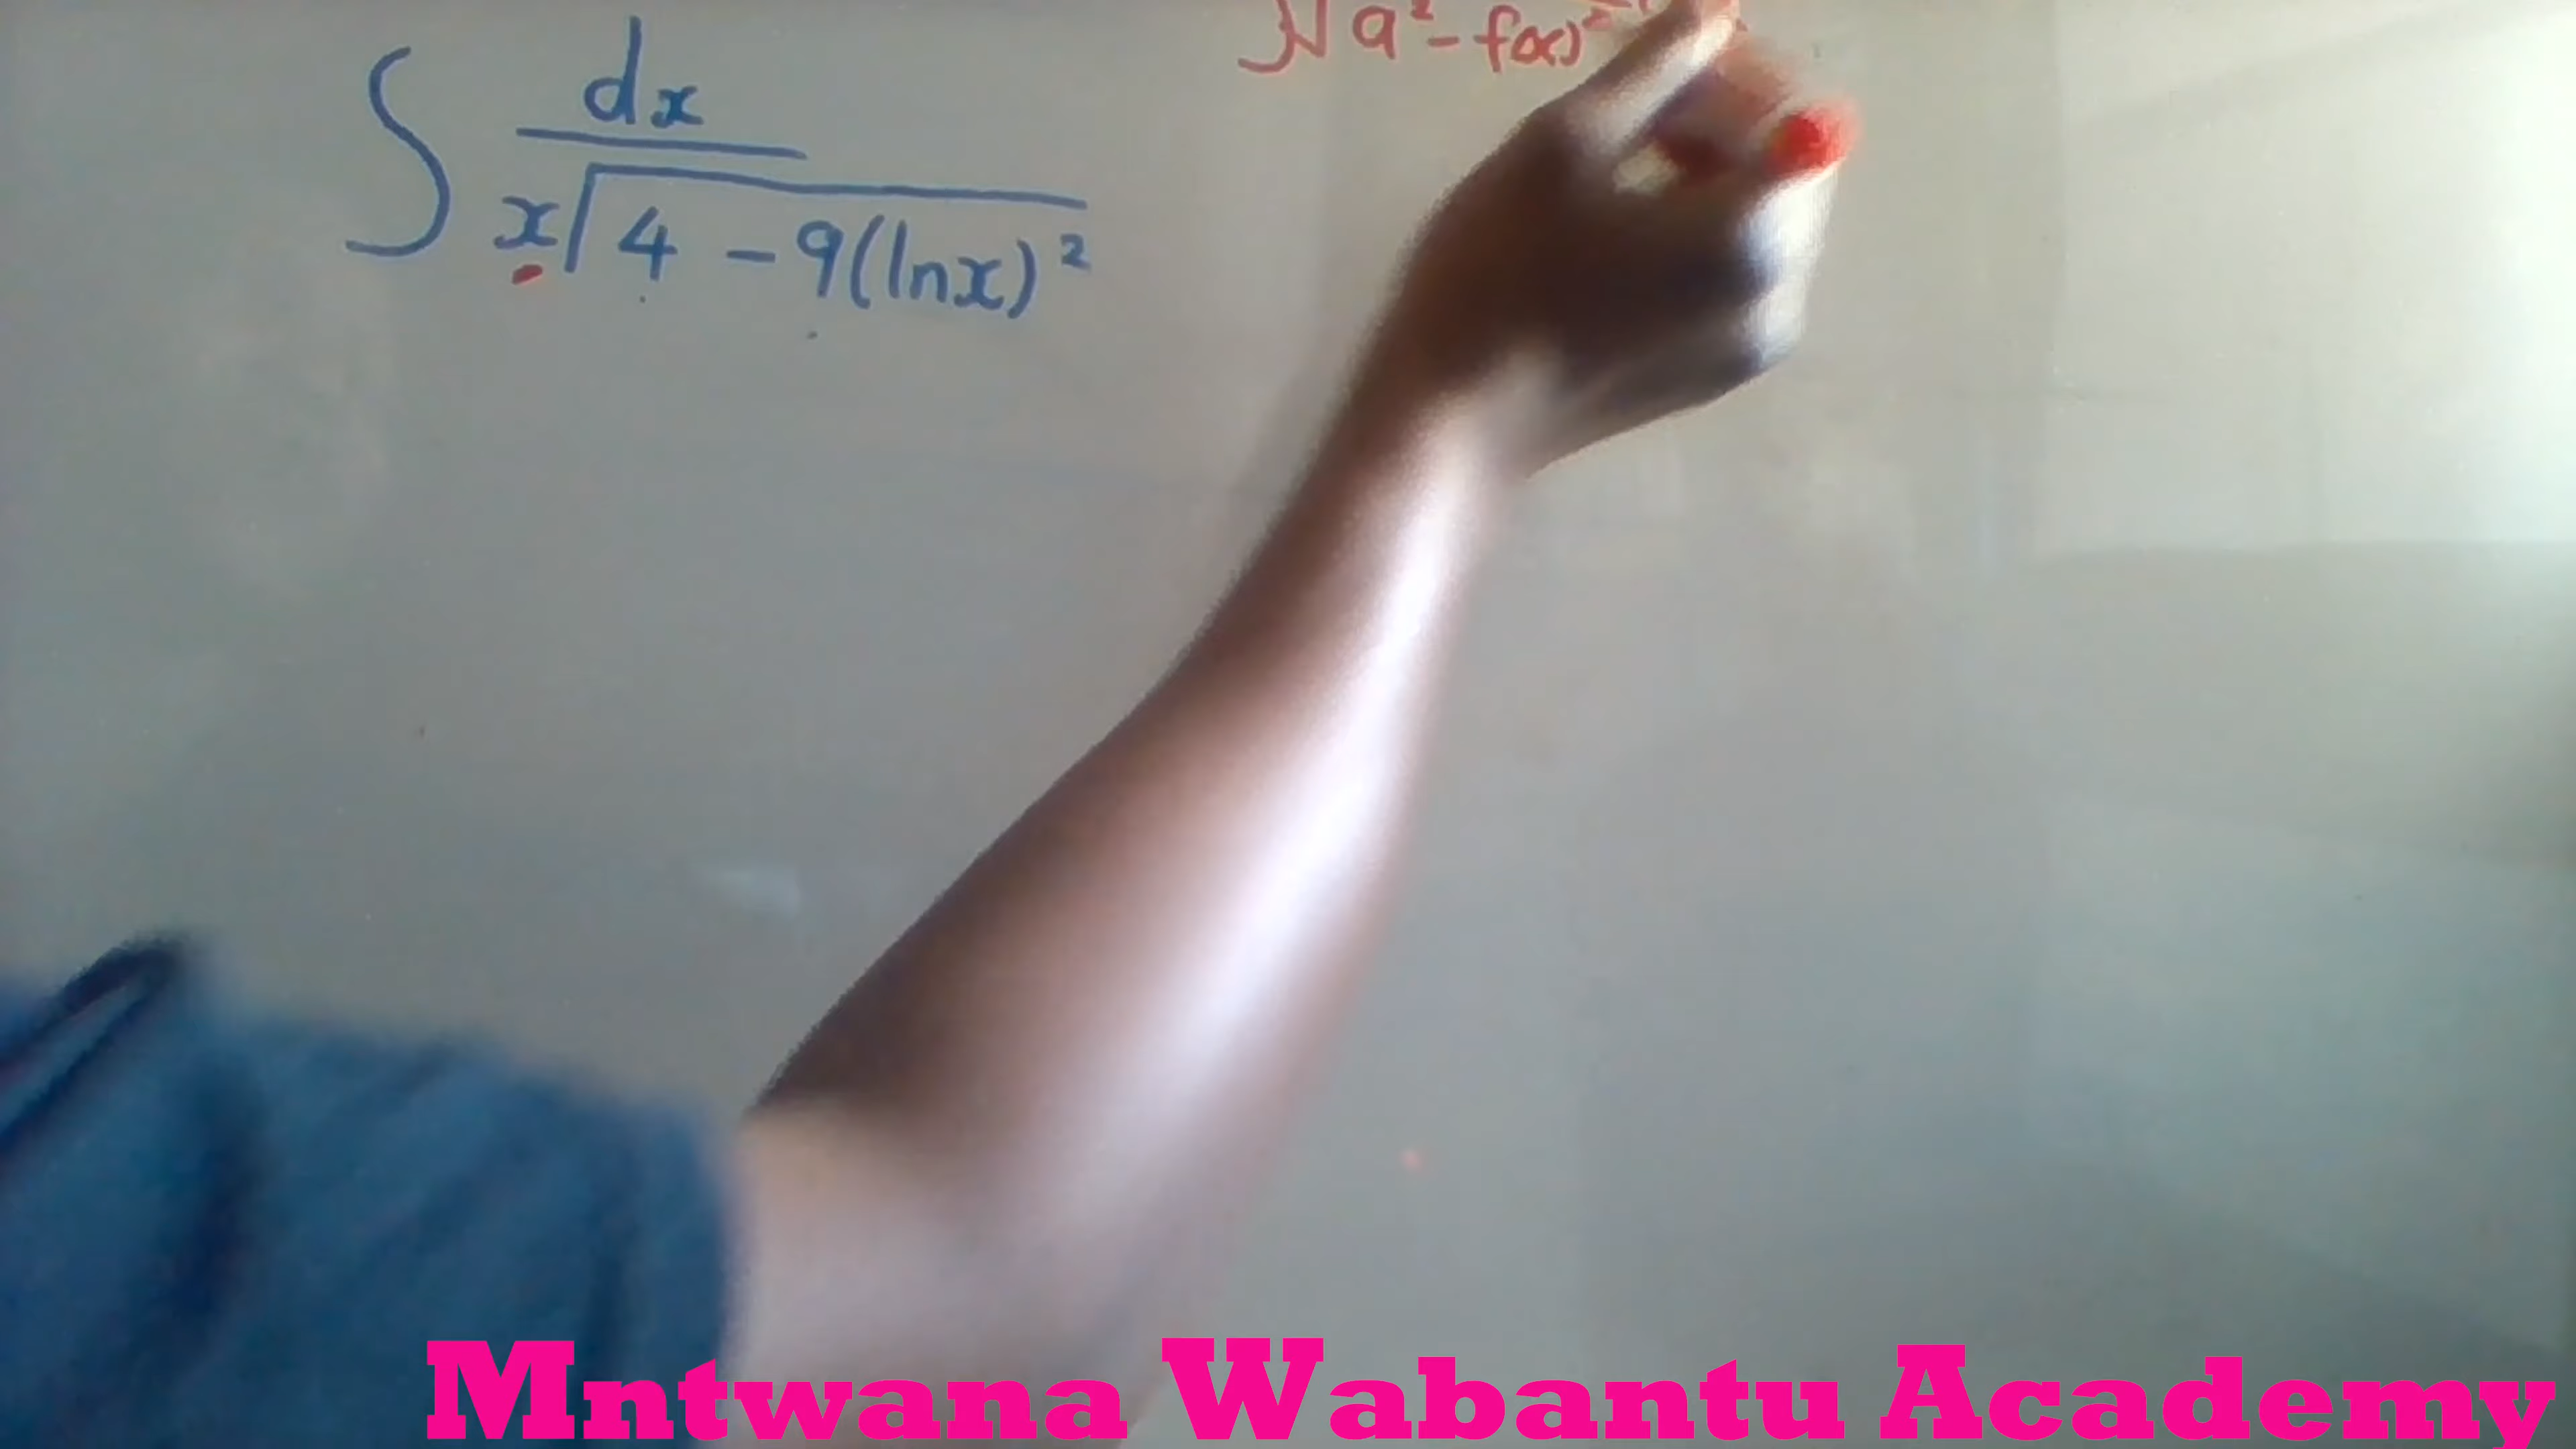 ∫ dx / x√4 - 9(lnx)²
∫√a² - f(x)²
Mntwana Wabantu Academy